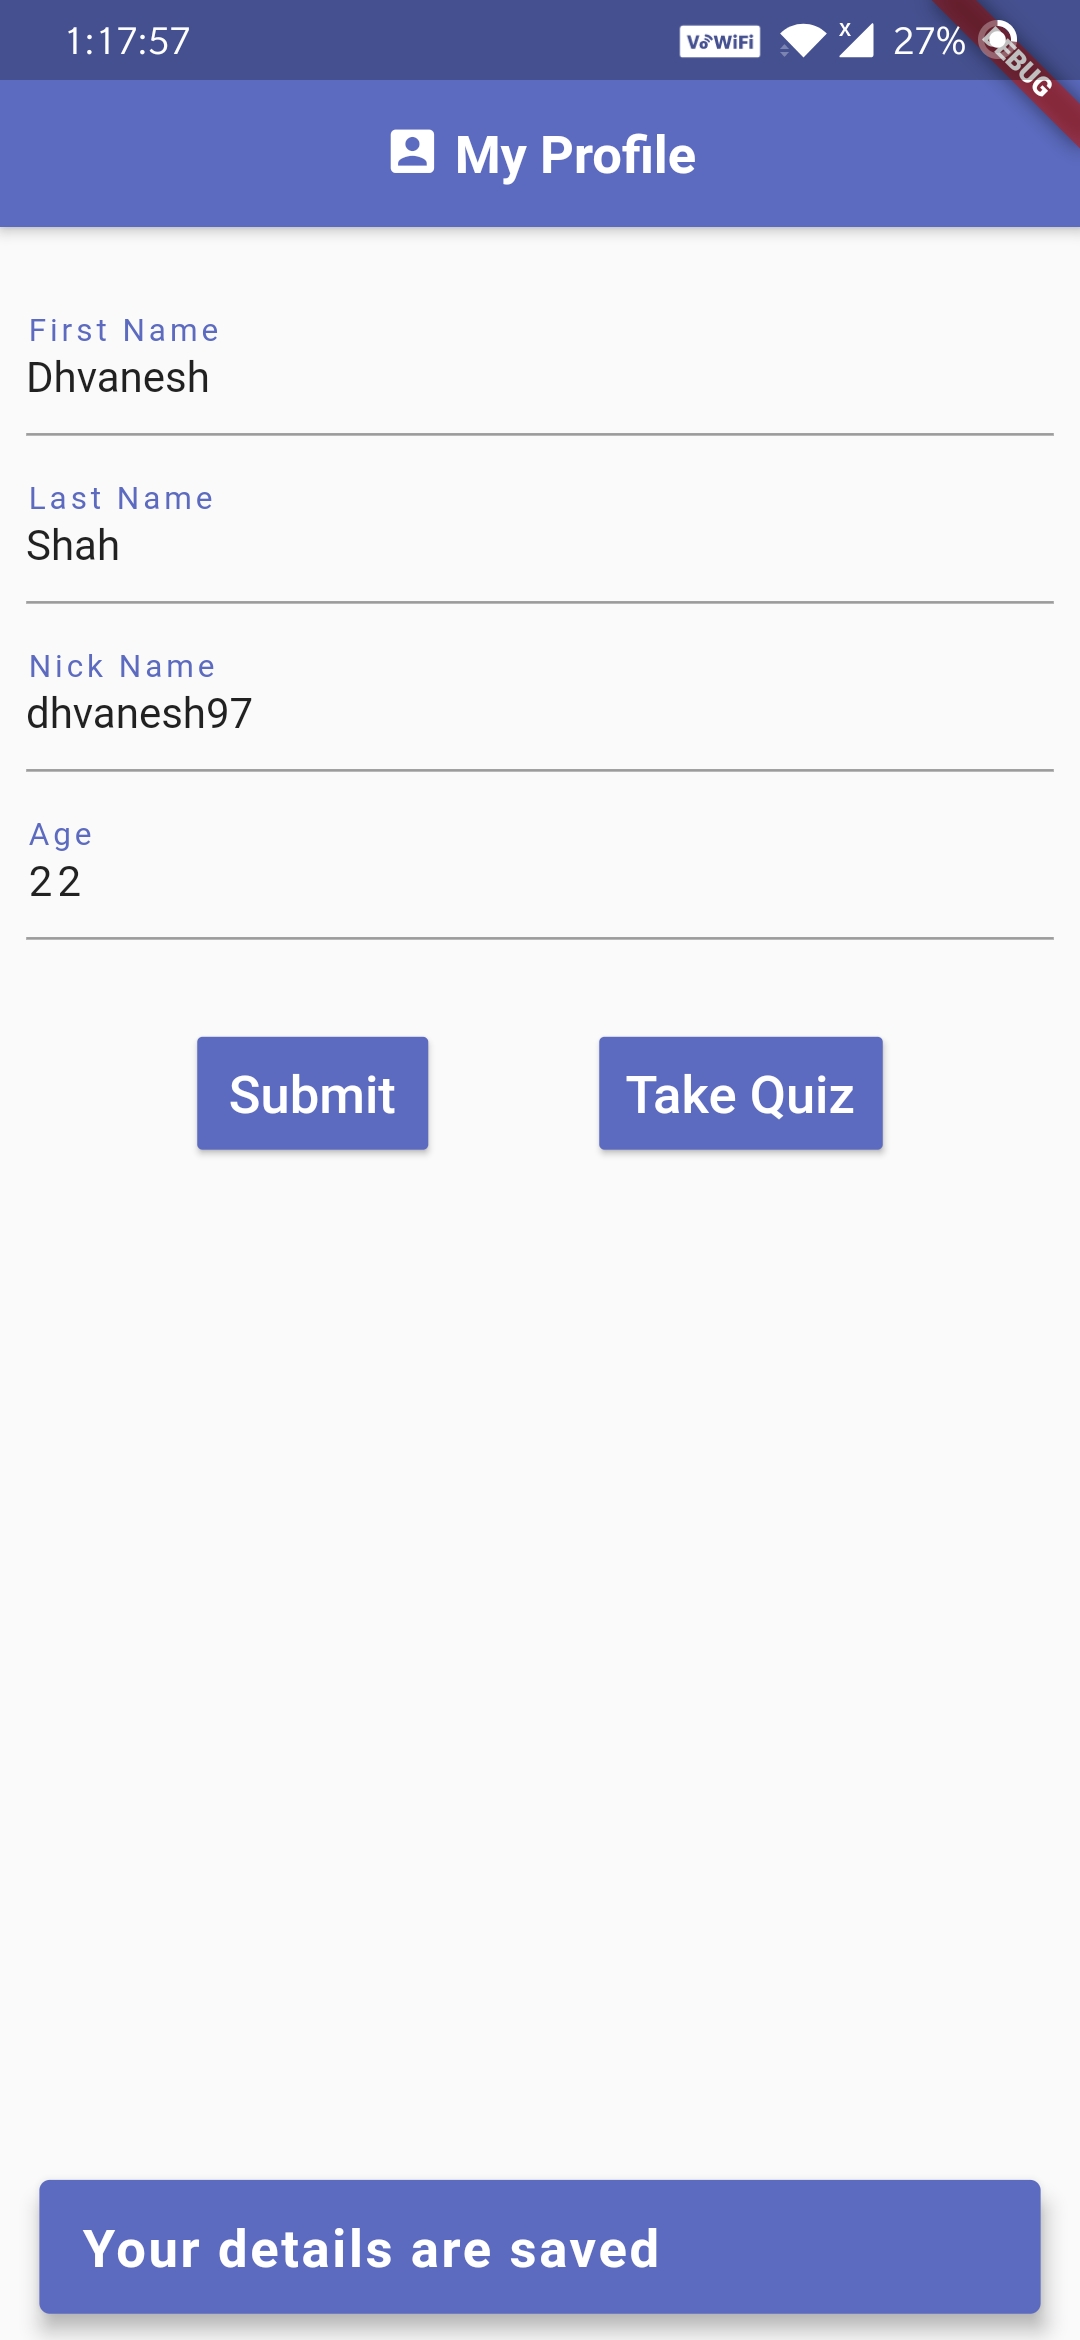 1:17:57 VoWiFi X 27%
DEBUG
My Profile
First Name
Dhvanesh
Last Name
Shah
Nick Name
dhvanesh97
Age
22
Submit Take Quiz
Your details are saved